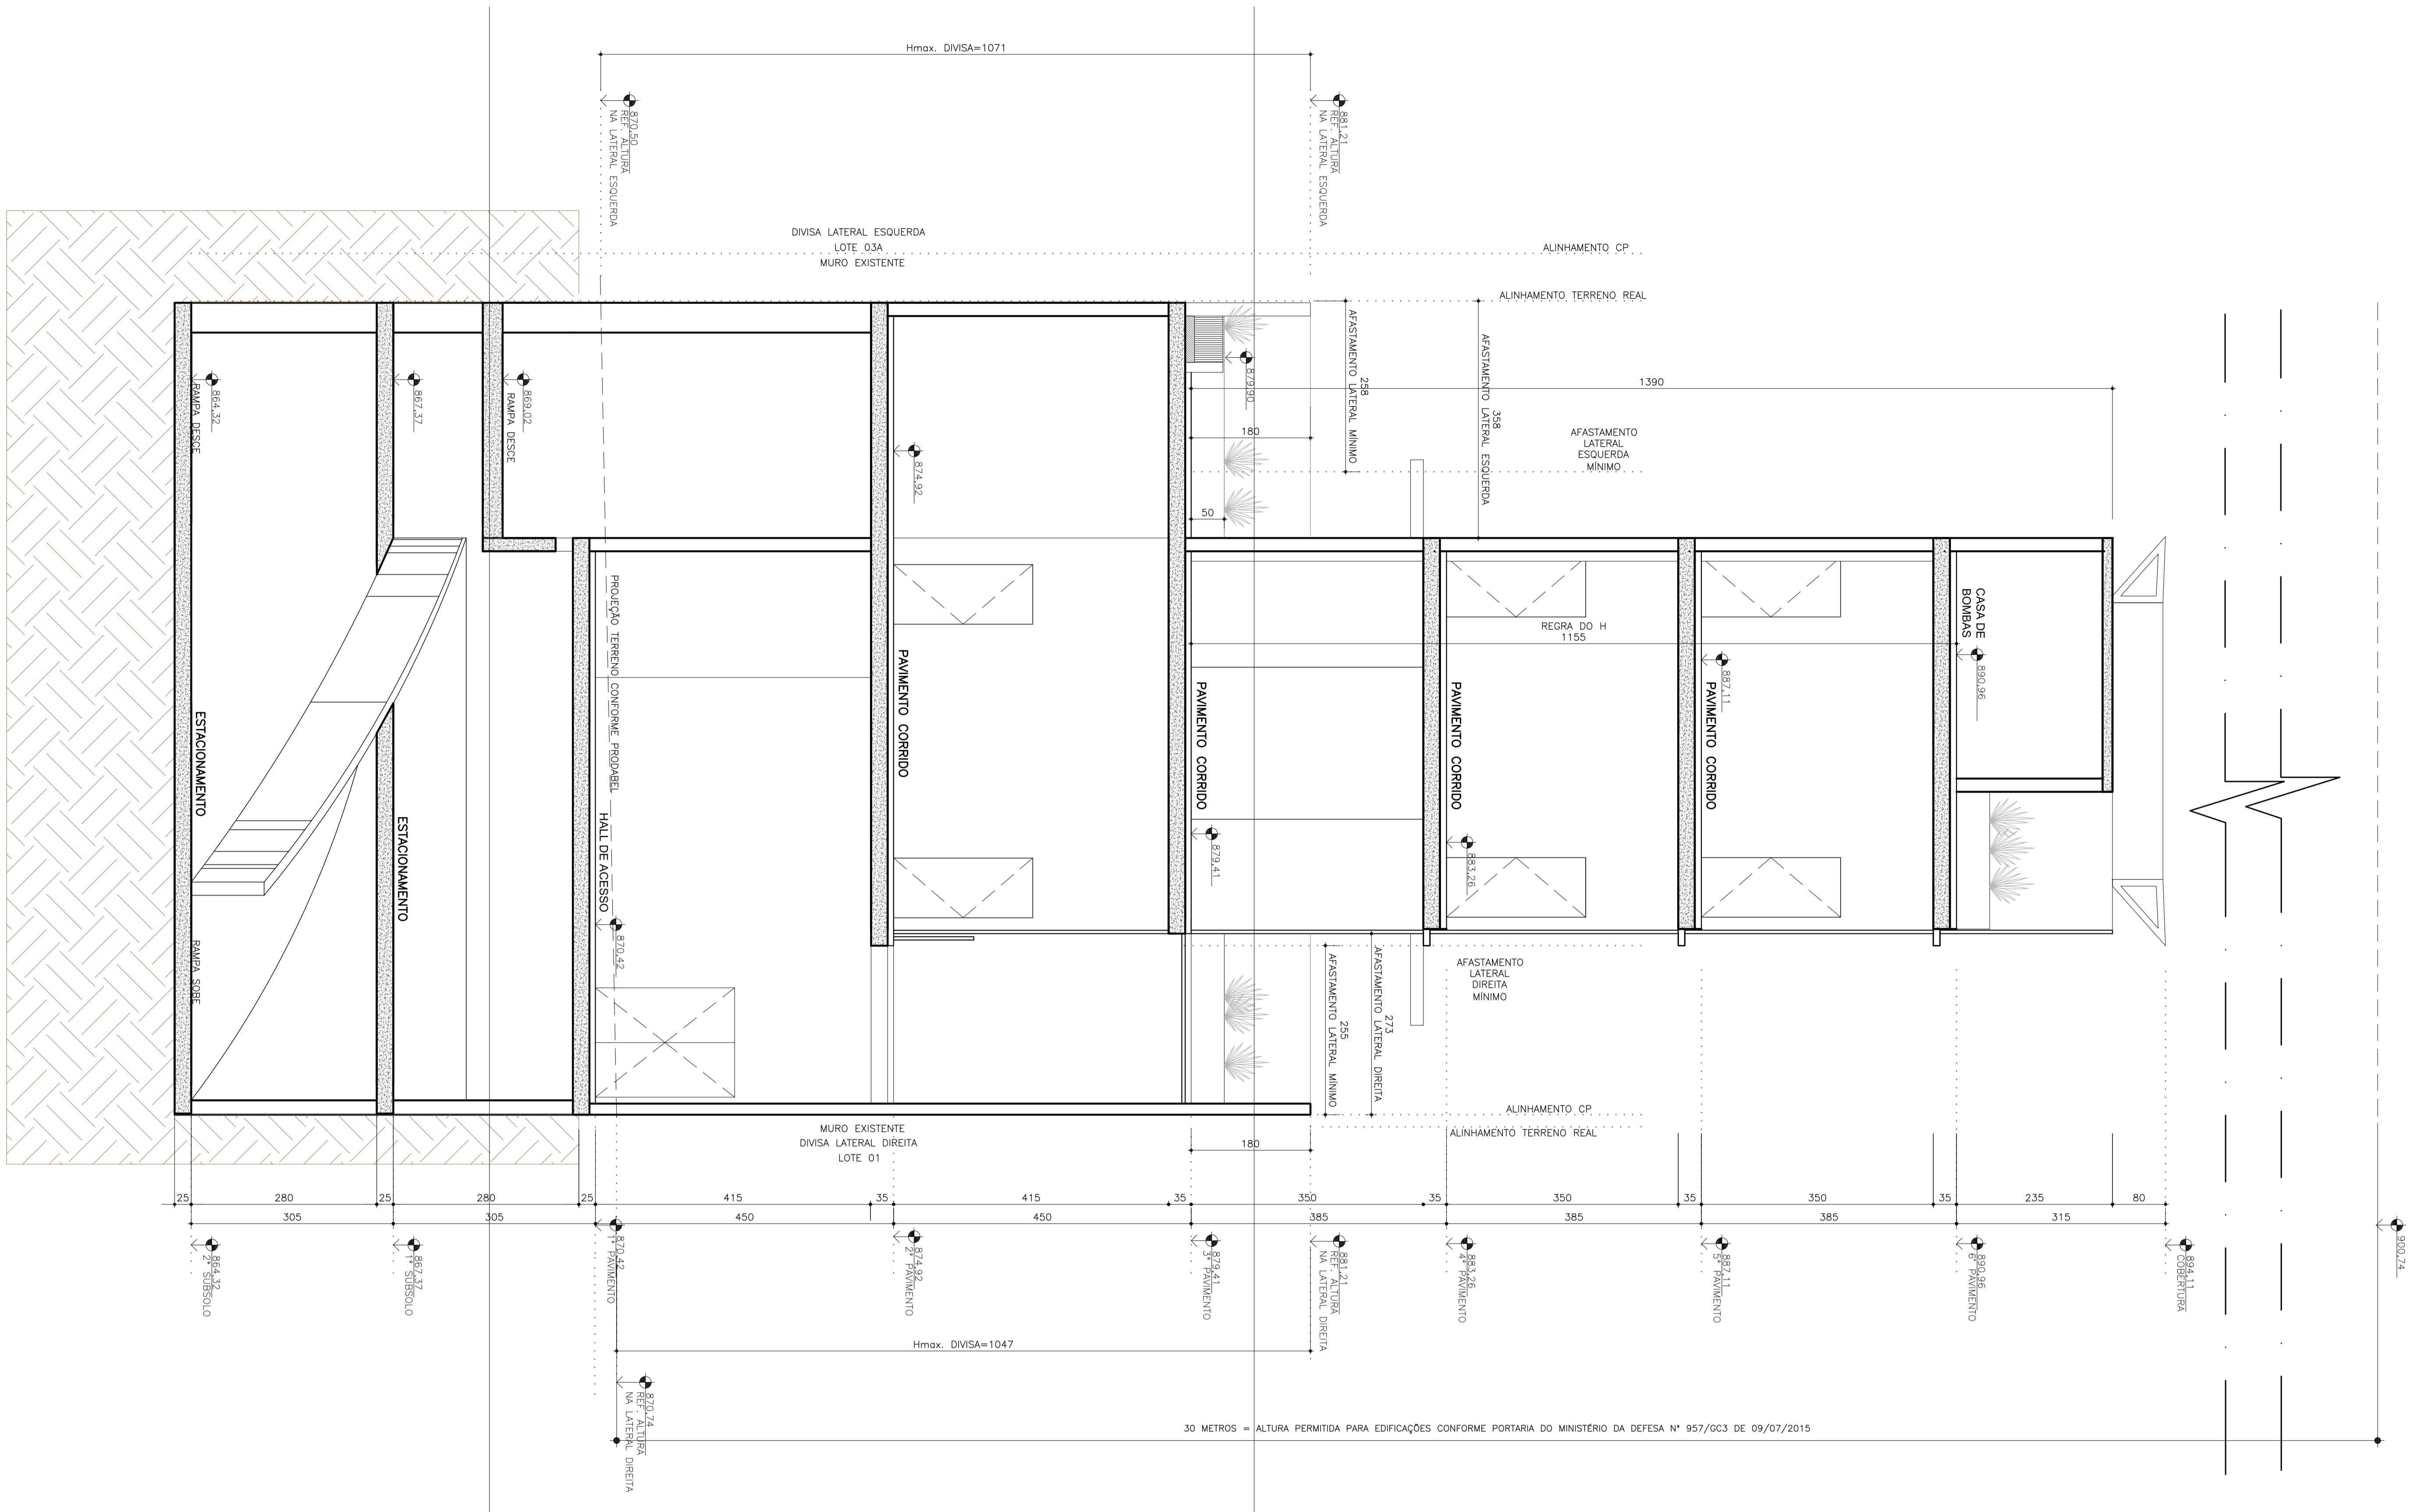 Hmax. DIVISA=1071
870,50
REF. ALTURA
NA LATERAL ESQUERDA
881,21
REF. ALTURA
NA LATERAL ESQUERDA
DIVISA LATERAL ESQUERDA
LOTE 03A
MURO EXISTENTE
ALINHAMENTO CP
ALINHAMENTO TERRENO REAL
864,32
RAMPA DESCE
867,37
869,02
RAMPA DESCE
874,92
879,90
180
50
258
AFASTAMENTO LATERAL MÍNIMO
358
AFASTAMENTO LATERAL ESQUERDA
1390
AFASTAMENTO
LATERAL
ESQUERDA
MÍNIMO
REGRA DO H
1155
CASA DE
BOMBAS
890,96
PROJEÇÃO TERRENO CONFORME PRODABEL
ESTACIONAMENTO
ESTACIONAMENTO
HALL DE ACESSO
870,42
PAVIMENTO CORRIDO
PAVIMENTO CORRIDO
879,41
PAVIMENTO CORRIDO
883,26
PAVIMENTO CORRIDO
887,11
RAMPA SOBE
255
AFASTAMENTO LATERAL MÍNIMO
273
AFASTAMENTO LATERAL DIREITA
AFASTAMENTO
LATERAL
DIREITA
MÍNIMO
ALINHAMENTO CP
ALINHAMENTO TERRENO REAL
MURO EXISTENTE
DIVISA LATERAL DIREITA
LOTE 01
180
25 280 25 280 25 415 35 415 35 350 35 350 35 350 35 235 80
305 305 450 450 385 385 385 315
864,32
2° SUBSOLO
867,37
1° SUBSOLO
870,42
1° PAVIMENTO
874,92
2° PAVIMENTO
879,41
3° PAVIMENTO
881,21
REF. ALTURA
NA LATERAL DIREITA
883,26
4° PAVIMENTO
887,11
5° PAVIMENTO
890,96
6° PAVIMENTO
894,11
COBERTURA
900,74
Hmax. DIVISA=1047
870,74
REF. ALTURA
NA LATERAL DIREITA
30 METROS = ALTURA PERMITIDA PARA EDIFICAÇÕES CONFORME PORTARIA DO MINISTÉRIO DA DEFESA N° 957/GC3 DE 09/07/2015